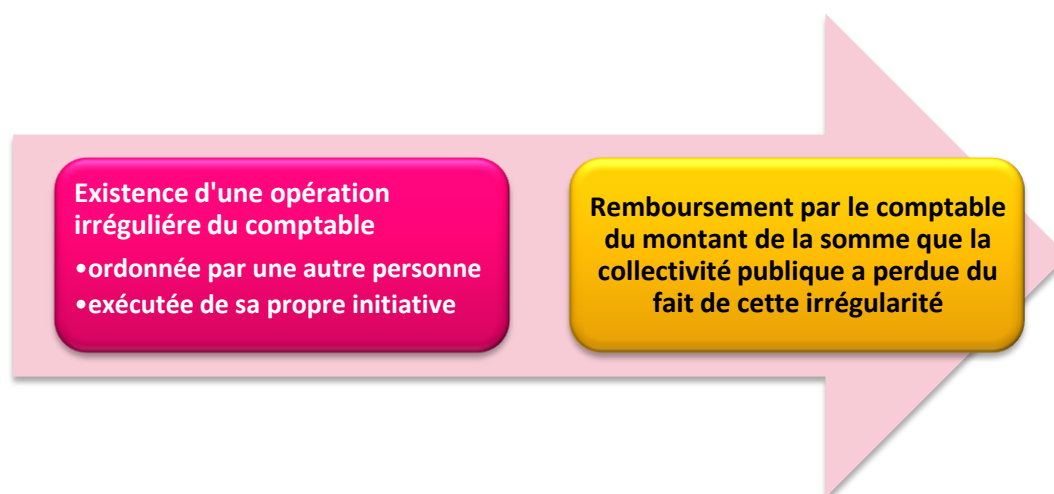 Existence d'une opération
irréguliére du comptable
•ordonnée par une autre personne
•exécutée de sa propre initiative
Remboursement par le comptable
du montant de la somme que la
collectivité publique a perdue du
fait de cette irrégularité